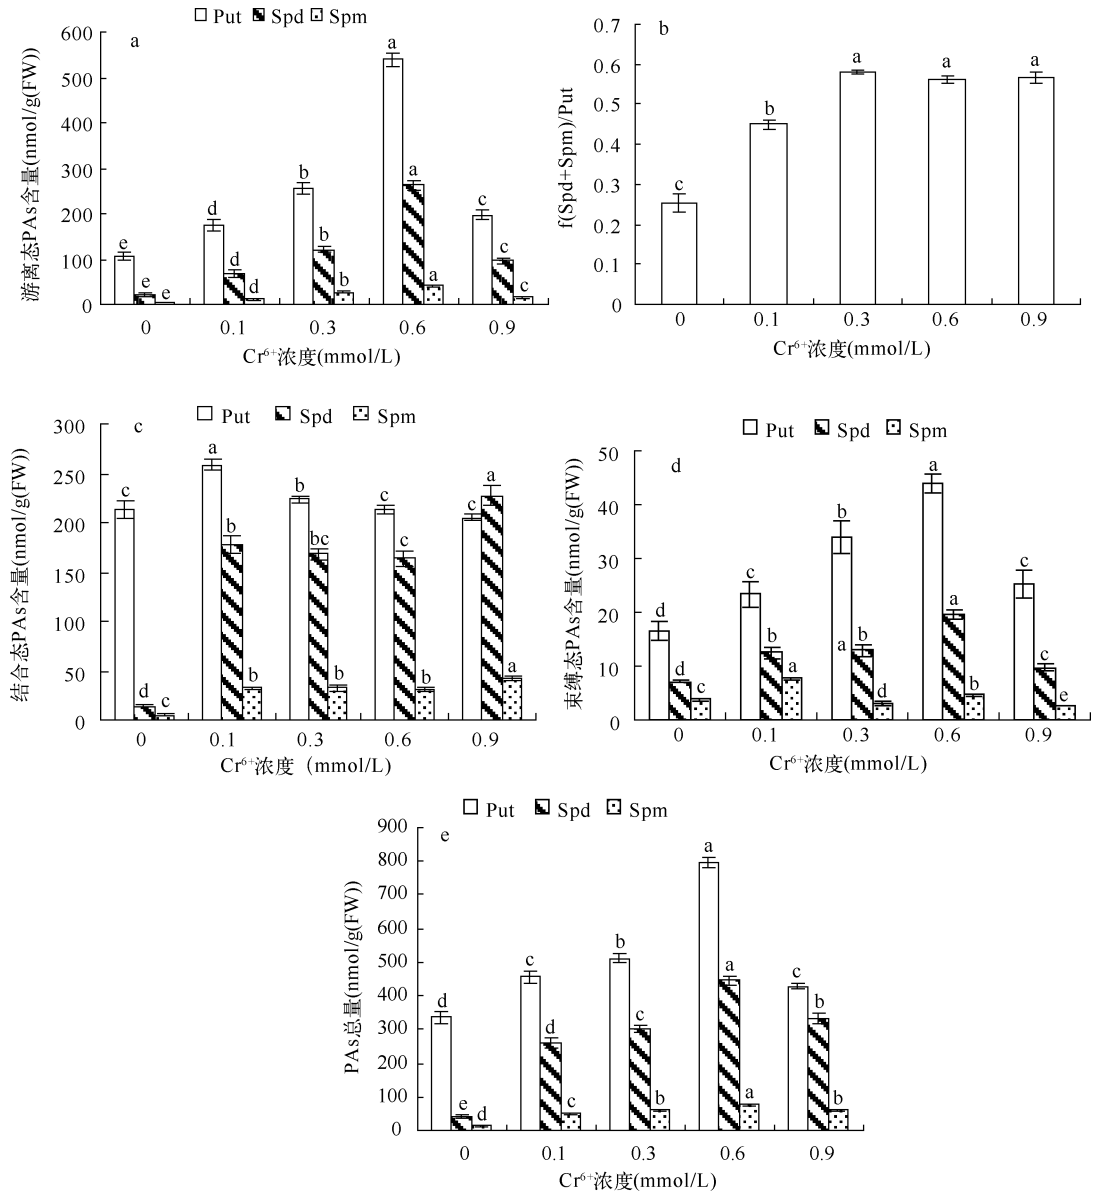 Put Spd Spm
a
600
500
400
300
200
100
0
游离态PAs含量(nmol/g(FW))
e e e
d d d
b b b
a a a
c c c
0 0.1 0.3 0.6 0.9
Cr6+浓度(mmol/L)
b
0.7
0.6
0.5
0.4
0.3
0.2
0.1
0
f(Spd+Spm)/Put
c b a a a
0 0.1 0.3 0.6 0.9
Cr6+浓度(mmol/L)
Put Spd Spm
c
300
250
200
150
100
50
0
结合态PAs含量(nmol/g(FW))
c d c
a b b
b bc b
c c b
c a a
0 0.1 0.3 0.6 0.9
Cr6+浓度(mmol/L)
Put Spd Spm
d
50
40
30
20
10
0
束缚态PAs含量(nmol/g(FW))
d d c
c b a
b a b d
a a b
c c e
0 0.1 0.3 0.6 0.9
Cr6+浓度(mmol/L)
Put Spd Spm
e
900
800
700
600
500
400
300
200
100
0
PAs总量(nmol/g(FW))
d e d
c d c
b c b
a a a
c b b
0 0.1 0.3 0.6 0.9
Cr6+浓度(mmol/L)